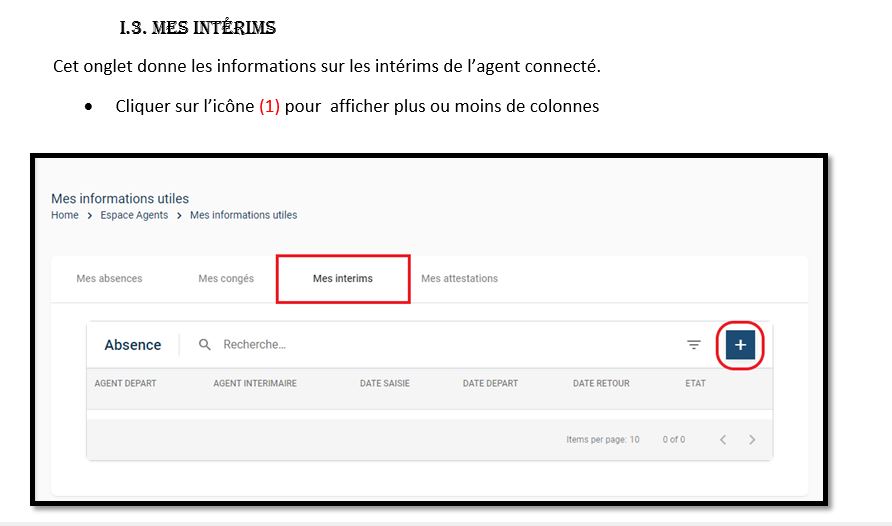 I.3. MES INTÉRIMS
Cet onglet donne les informations sur les intérims de l'agent connecté.
• Cliquer sur l'icône (1) pour afficher plus ou moins de colonnes
Mes informations utiles
Home > Espace Agents > Mes informations utiles
Mes absences Mes congés Mes interims Mes attestations
Absence Recherche... +
AGENT DEPART AGENT INTERIMAIRE DATE SAISIE DATE DEPART DATE RETOUR ETAT
Items per page: 10 0 of 0 < >